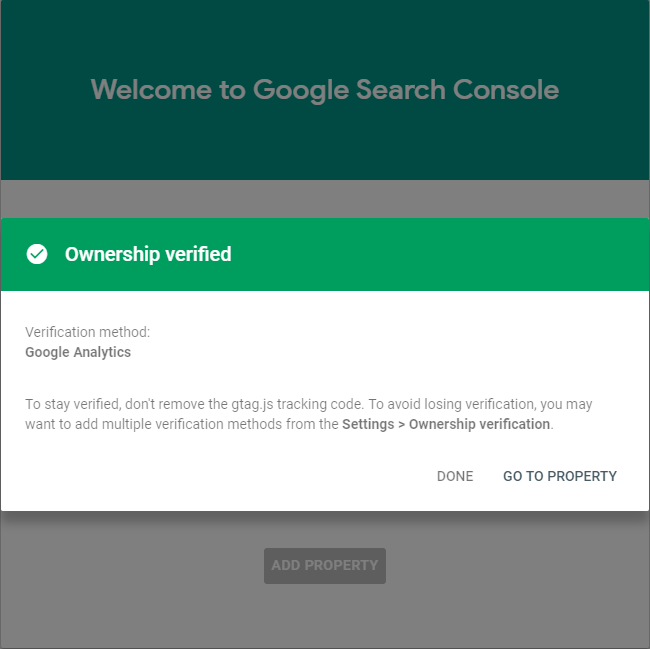 Welcome to Google Search Console
Ownership verified
Verification method:
Google Analytics
To stay verified, don't remove the gtag.js tracking code. To avoid losing verification, you may
want to add multiple verification methods from the Settings > Ownership verification.
DONE GO TO PROPERTY
ADD PROPERTY